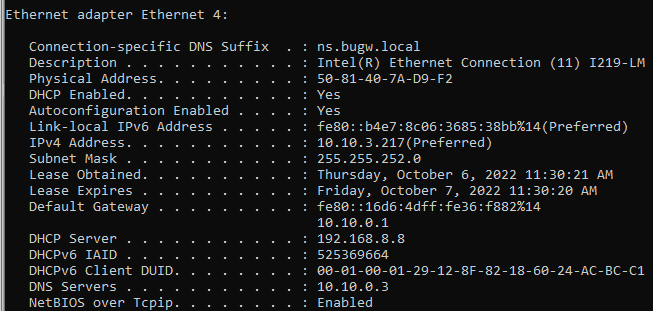 Ethernet adapter Ethernet 4:
Connection-specific DNS Suffix  . : ns.bugw.local
Description . . . . . . . . . . . : Intel(R) Ethernet Connection (11) I219-LM
Physical Address. . . . . . . . . : 50-81-40-7A-D9-F2
DHCP Enabled. . . . . . . . . . . : Yes
Autoconfiguration Enabled . . . . : Yes
Link-local IPv6 Address . . . . . : fe80::b4e7:8c06:3685:38bb%14(Preferred)
IPv4 Address. . . . . . . . . . . : 10.10.3.217(Preferred)
Subnet Mask . . . . . . . . . . . : 255.255.252.0
Lease Obtained. . . . . . . . . . : Thursday, October 6, 2022 11:30:21 AM
Lease Expires . . . . . . . . . . : Friday, October 7, 2022 11:30:20 AM
Default Gateway . . . . . . . . . : fe80::16d6:4dff:fe36:f882%14
10.10.0.1
DHCP Server . . . . . . . . . . . : 192.168.8.8
DHCPv6 IAID . . . . . . . . . . . : 525369664
DHCPv6 Client DUID. . . . . . . . : 00-01-00-01-29-12-8F-82-18-60-24-AC-BC-C1
DNS Servers . . . . . . . . . . . : 10.10.0.3
NetBIOS over Tcpip. . . . . . . . : Enabled